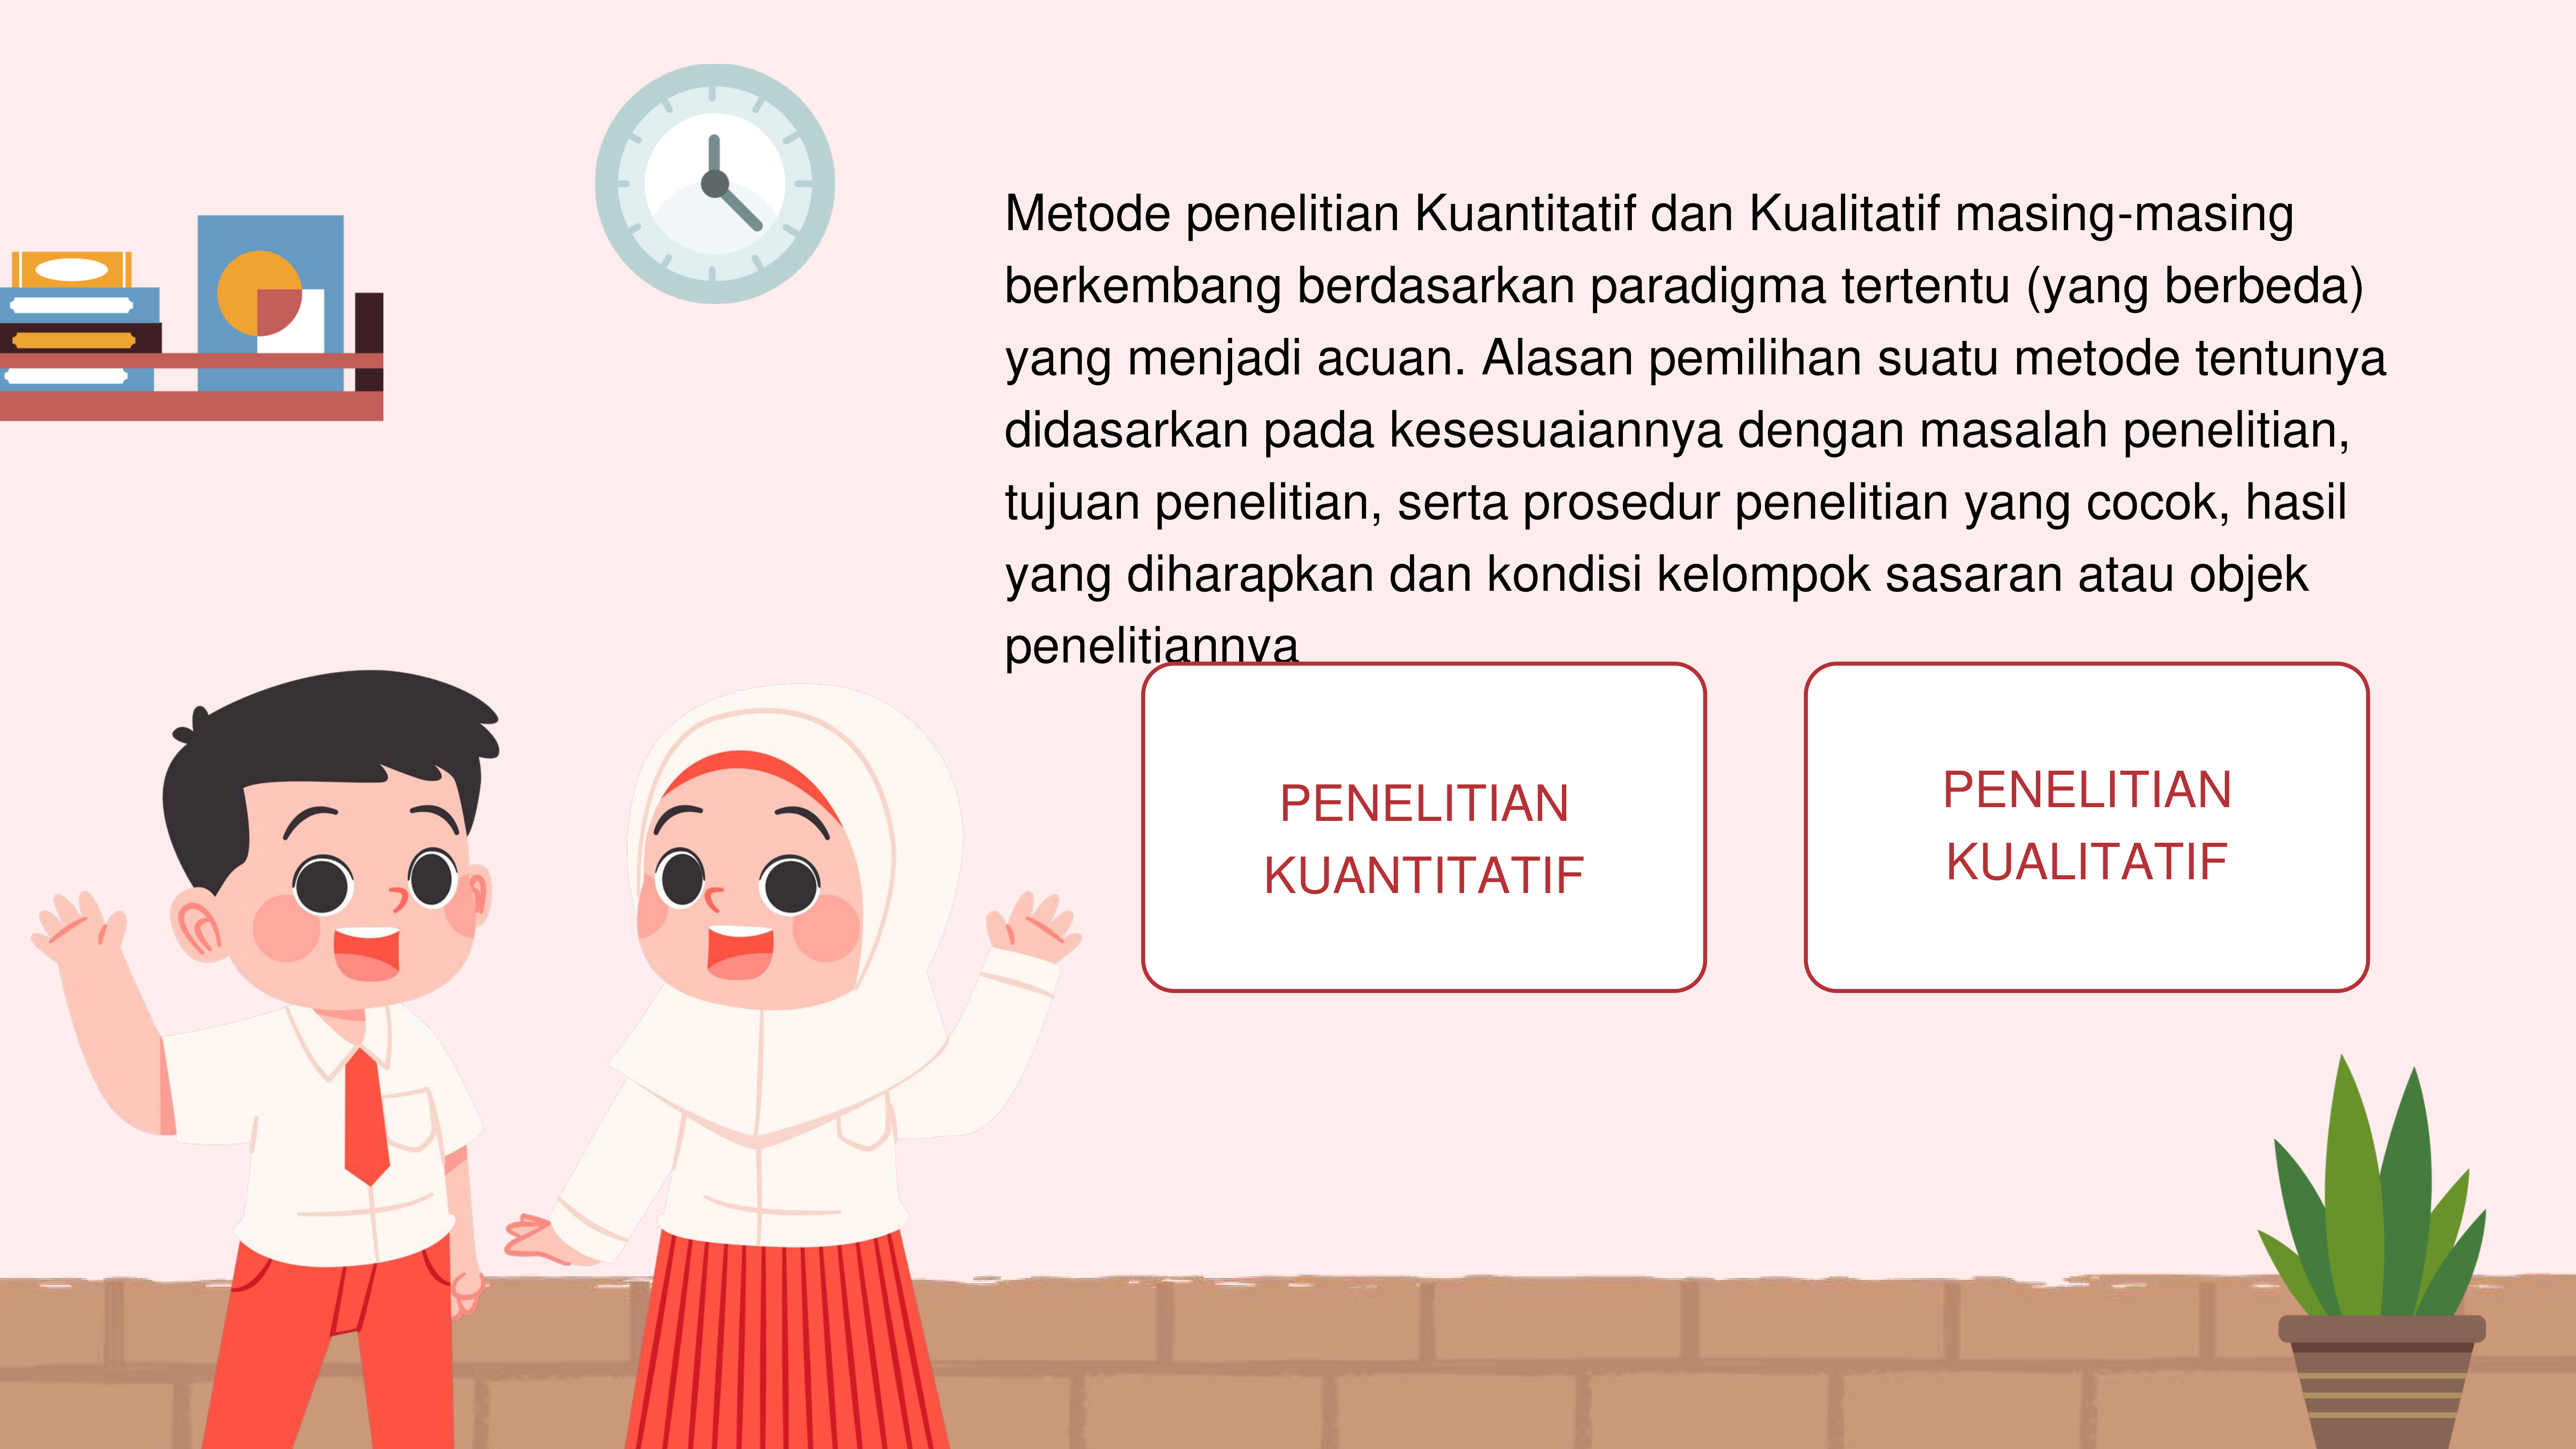 Metode penelitian Kuantitatif dan Kualitatif masing-masing
berkembang berdasarkan paradigma tertentu (yang berbeda)
yang menjadi acuan. Alasan pemilihan suatu metode tentunya
didasarkan pada kesesuaiannya dengan masalah penelitian,
tujuan penelitian, serta prosedur penelitian yang cocok, hasil
yang diharapkan dan kondisi kelompok sasaran atau objek
penelitiannya
PENELITIAN
KUANTITATIF
PENELITIAN
KUALITATIF